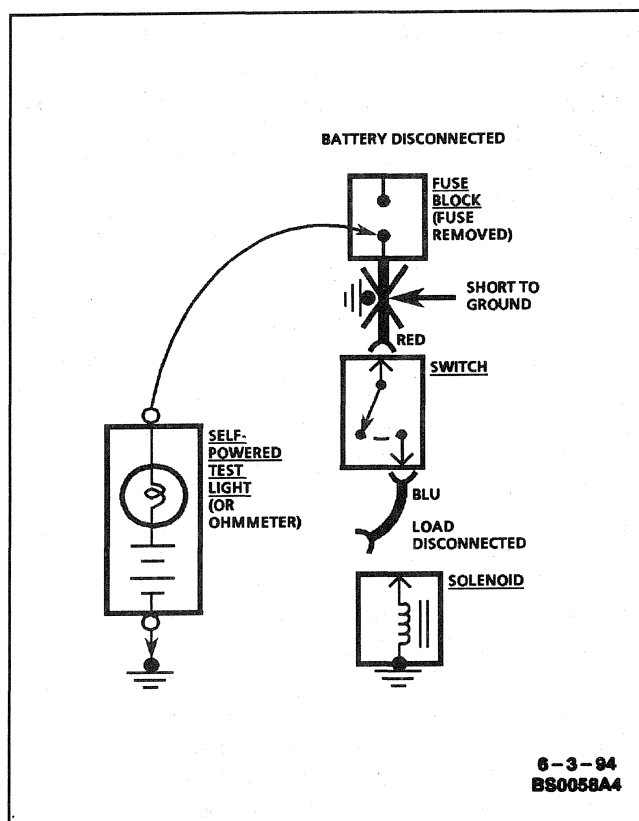 BATTERY DISCONNECTED
FUSE
BLOCK
(FUSE
REMOVED)
SHORT TO
GROUND
RED
SWITCH
SELF-
POWERED
TEST
LIGHT
(OR
OHMMETER)
BLU
LOAD
DISCONNECTED
SOLENOID
6-3-94
BS0058A4